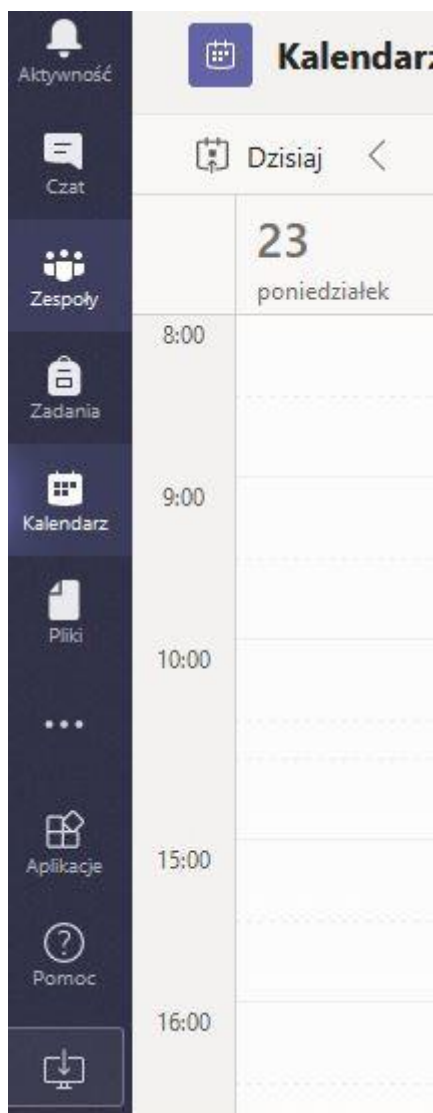 Aktywność
Czat
Zespoły
Zadania
Kalendarz
Pliki
Aplikacje
Pomoc
Kalendarz
Dzisiaj
23
poniedziałek
8:00
9:00
10:00
15:00
16:00